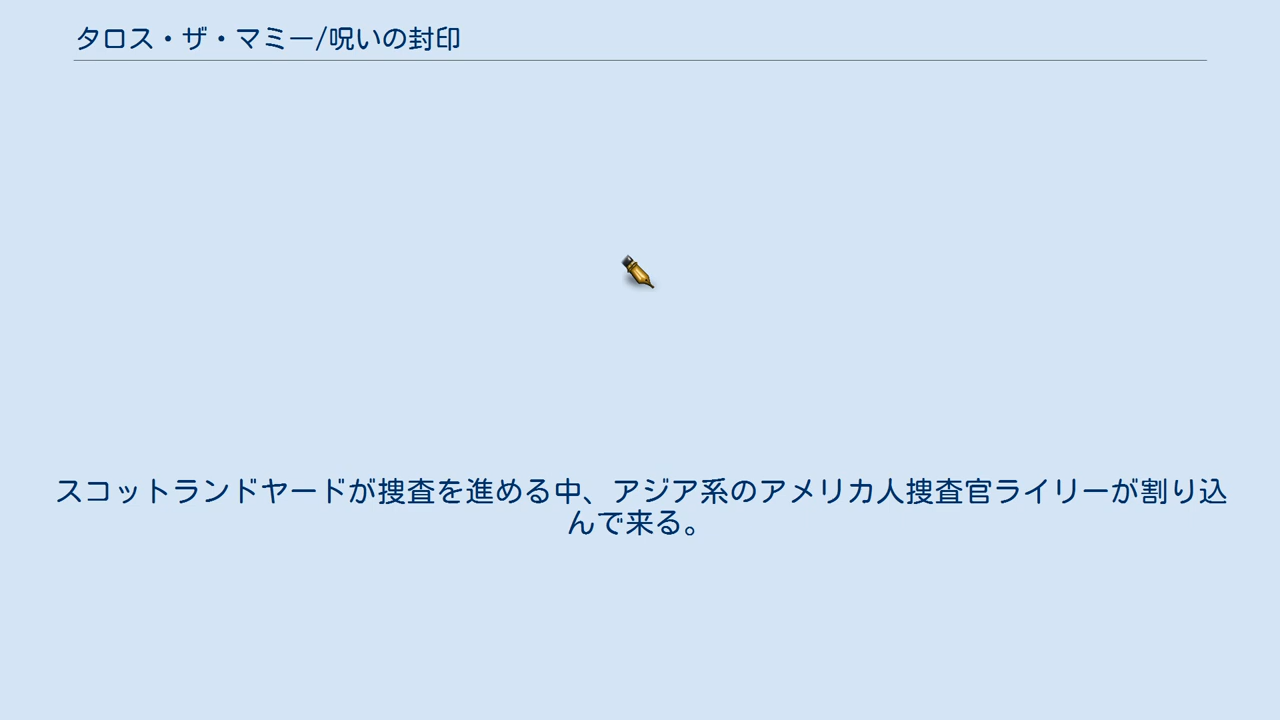 タロス・ザ・マミー/呪いの封印
スコットランドヤードが捜査を進める中、アジア系のアメリカ人捜査官ライリーが割り込
んで来る。